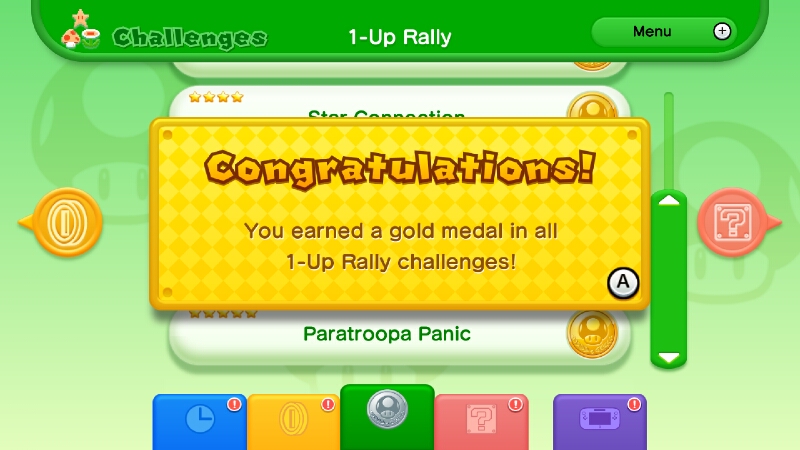 Challenges
1-Up Rally
Menu
Star Connection
Congratulations!
You earned a gold medal in all
1-Up Rally challenges!
A
Paratroopa Panic